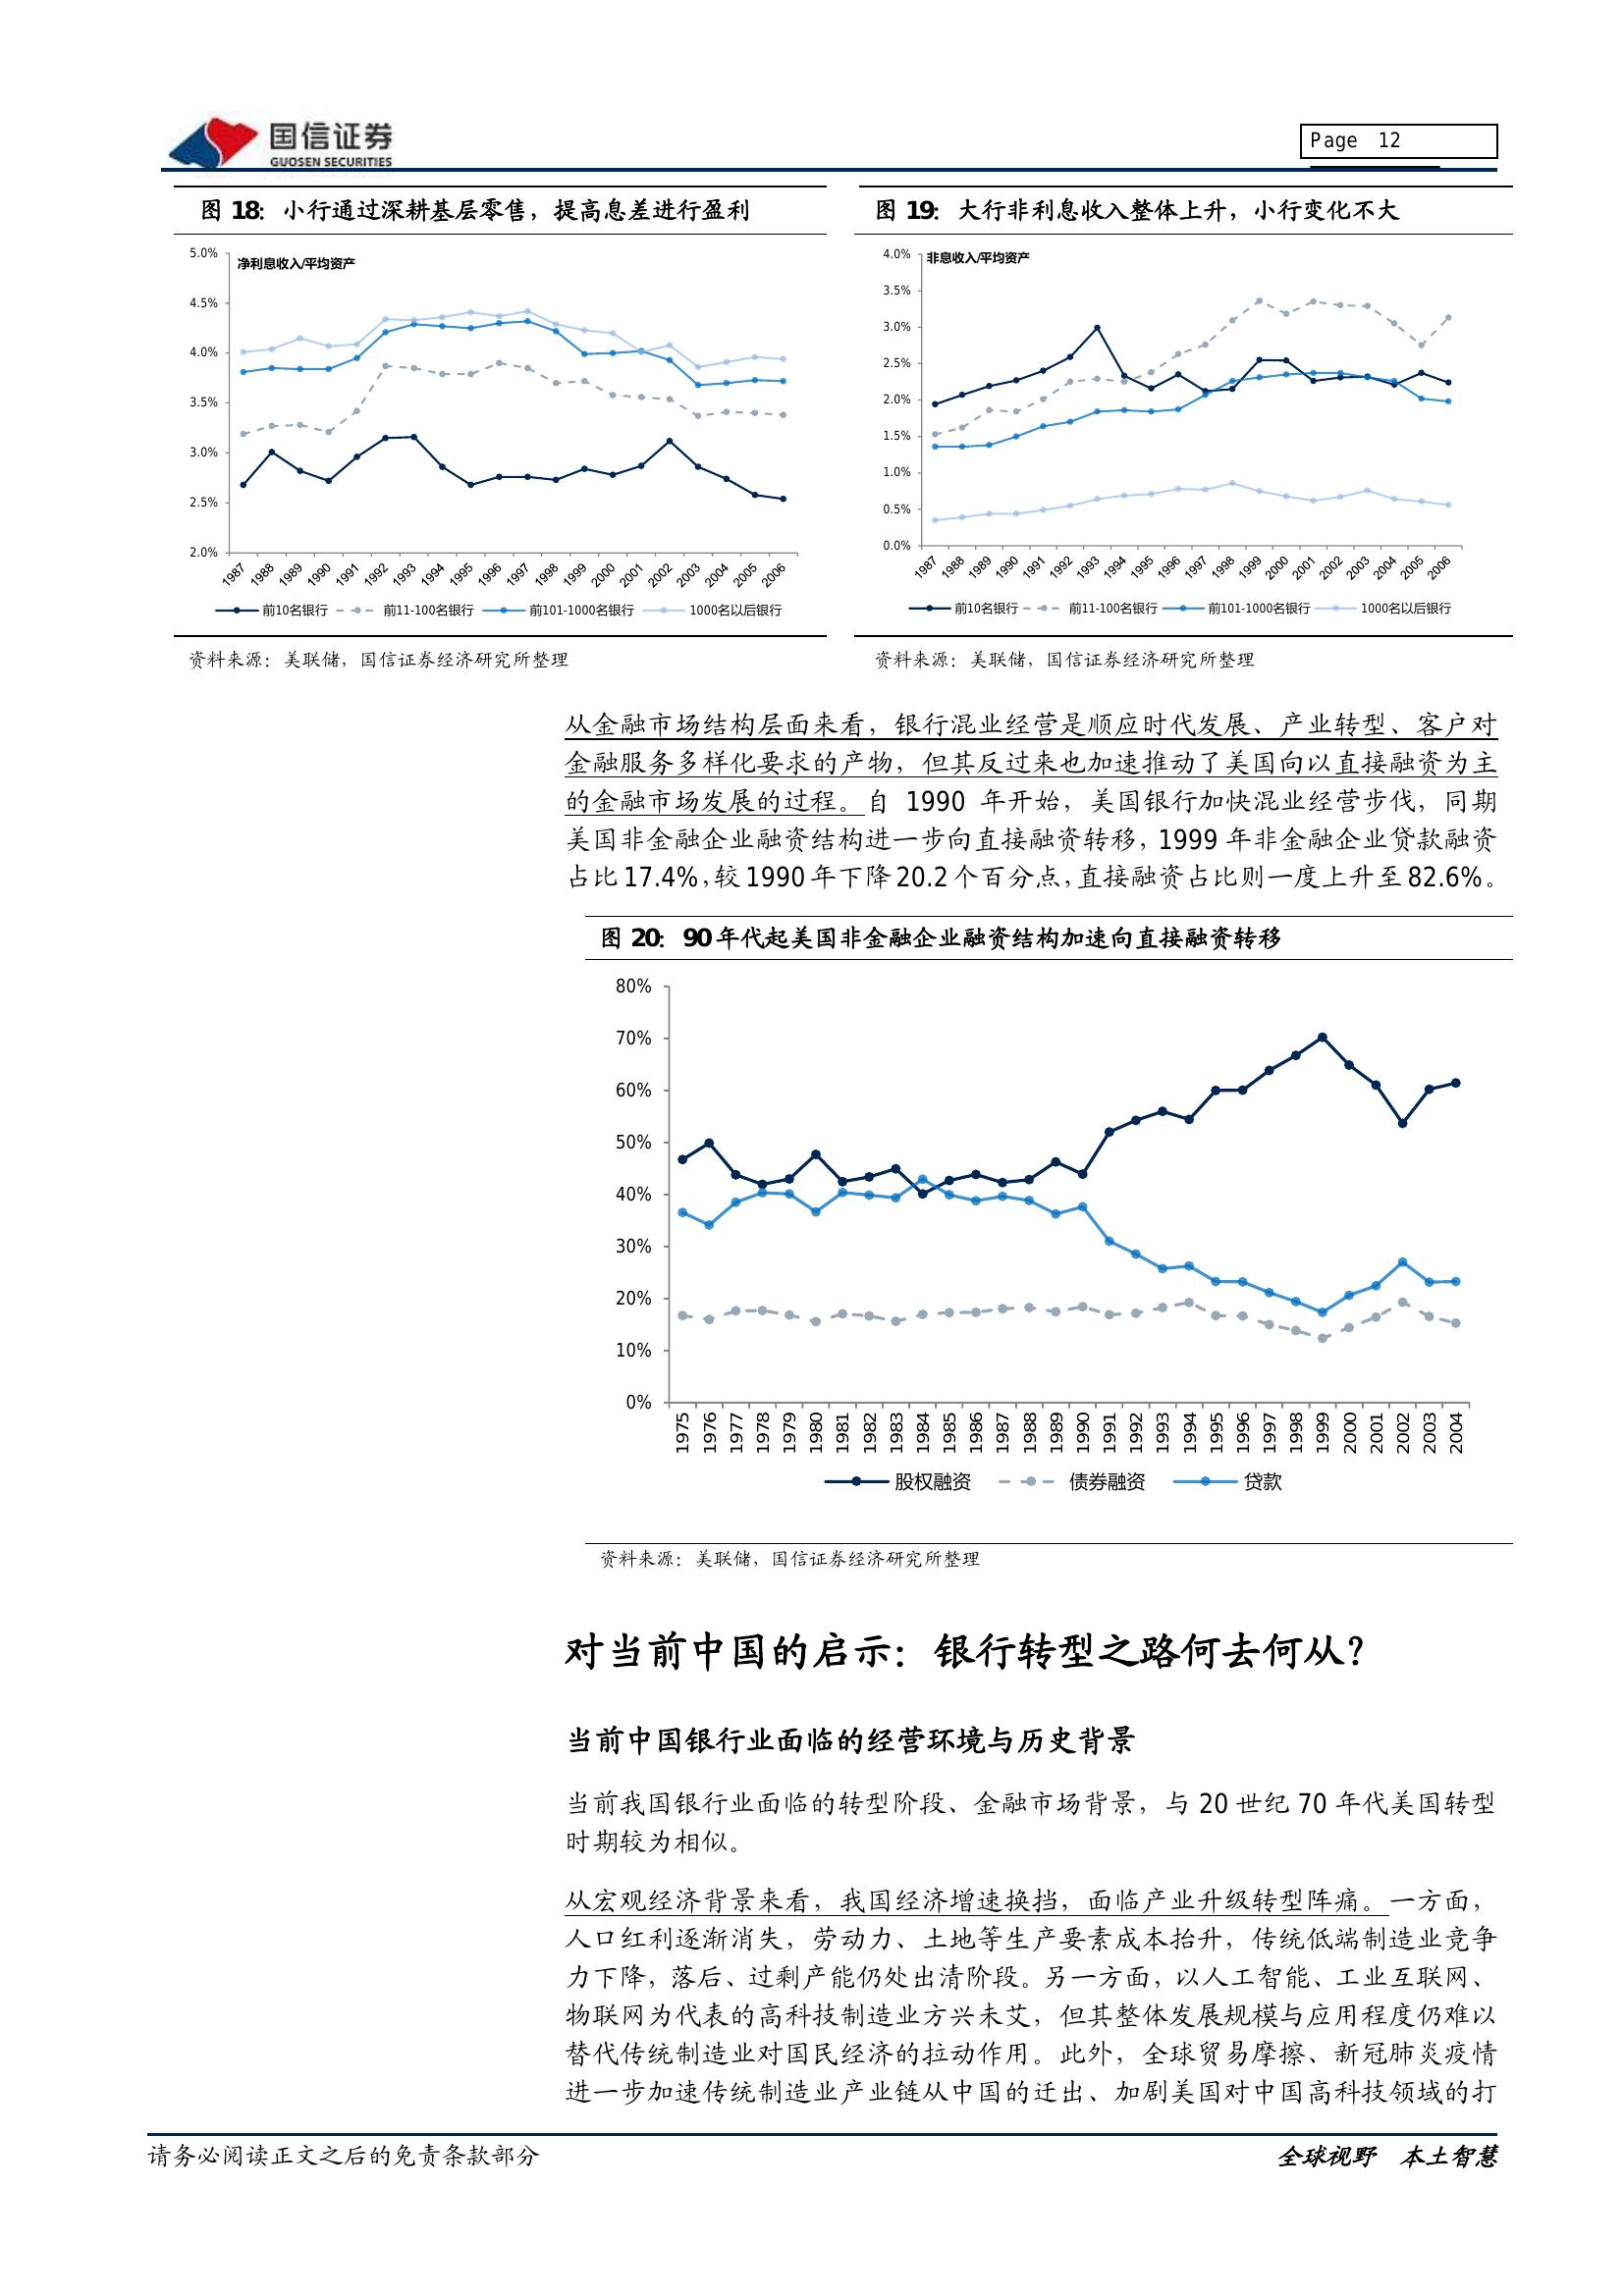 国信证券
GUOSEN SECURITIES
Page 12
图 18：小行通过深耕基层零售，提高息差进行盈利
净利息收入/平均资产
5.0%
4.5%
4.0%
3.5%
3.0%
2.5%
2.0%
1987 1988 1989 1990 1991 1992 1993 1994 1995 1996 1997 1998 1999 2000 2001 2002 2003 2004 2005 2006
前10名银行 前11-100名银行 前101-1000名银行 1000名以后银行
资料来源：美联储，国信证券经济研究所整理
图 19：大行非利息收入整体上升，小行变化不大
非息收入/平均资产
4.0%
3.5%
3.0%
2.5%
2.0%
1.5%
1.0%
0.5%
0.0%
1987 1988 1989 1990 1991 1992 1993 1994 1995 1996 1997 1998 1999 2000 2001 2002 2003 2004 2005 2006
前10名银行 前11-100名银行 前101-1000名银行 1000名以后银行
资料来源：美联储，国信证券经济研究所整理
从金融市场结构层面来看，银行混业经营是顺应时代发展、产业转型、客户对
金融服务多样化要求的产物，但其反过来也加速推动了美国向以直接融资为主
的金融市场发展的过程。自 1990 年开始，美国银行加快混业经营步伐，同期
美国非金融企业融资结构进一步向直接融资转移，1999 年非金融企业贷款融资
占比 17.4%，较 1990 年下降 20.2 个百分点，直接融资占比则一度上升至 82.6%。
图 20：90 年代起美国非金融企业融资结构加速向直接融资转移
80%
70%
60%
50%
40%
30%
20%
10%
0%
1975 1976 1977 1978 1979 1980 1981 1982 1983 1984 1985 1986 1987 1988 1989 1990 1991 1992 1993 1994 1995 1996 1997 1998 1999 2000 2001 2002 2003 2004
股权融资 债券融资 贷款
资料来源：美联储，国信证券经济研究所整理
对当前中国的启示：银行转型之路何去何从？
当前中国银行业面临的经营环境与历史背景
当前我国银行业面临的转型阶段、金融市场背景，与 20 世纪 70 年代美国转型
时期较为相似。
从宏观经济背景来看，我国经济增速换挡，面临产业升级转型阵痛。一方面，
人口红利逐渐消失，劳动力、土地等生产要素成本抬升，传统低端制造业竞争
力下降，落后、过剩产能仍处出清阶段。另一方面，以人工智能、工业互联网、
物联网为代表的高科技制造业方兴未艾，但其整体发展规模与应用程度仍难以
替代传统制造业对国民经济的拉动作用。此外，全球贸易摩擦、新冠肺炎疫情
进一步加速传统制造业产业链从中国的迁出、加剧美国对中国高科技领域的打
请务必阅读正文之后的免责条款部分
全球视野 本土智慧